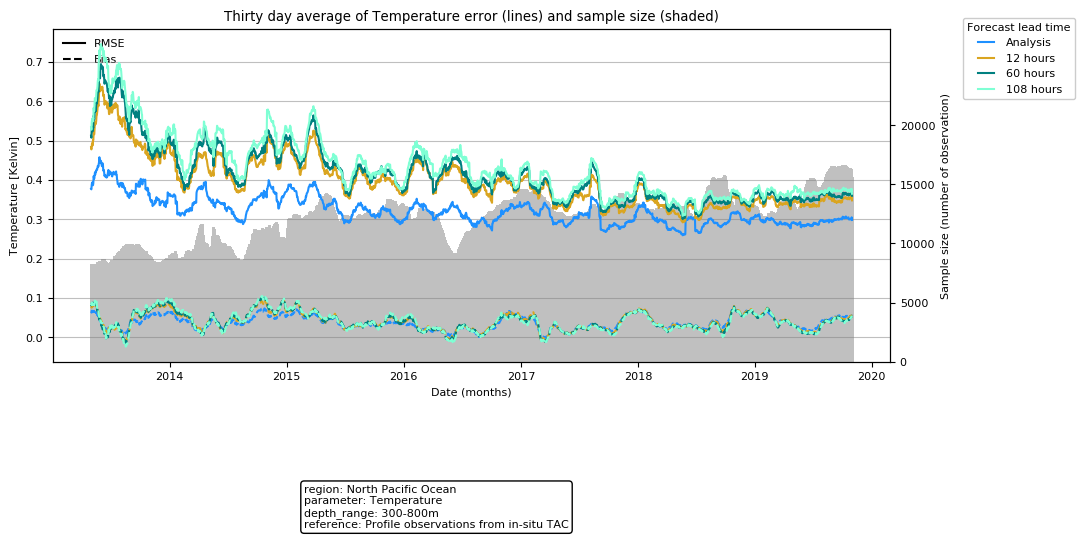 Thirty day average of Temperature error (lines) and sample size (shaded)
RMSE
Bias
Forecast lead time
Analysis
12 hours
60 hours
108 hours
Temperature [Kelvin]
0.7
0.6
0.5
0.4
0.3
0.2
0.1
0.0
20000
15000
10000
5000
0
Sample size (number of observation)
2014
2015
2016
2017
2018
2019
2020
Date (months)
region: North Pacific Ocean
parameter: Temperature
depth_range: 300-800m
reference: Profile observations from in-situ TAC